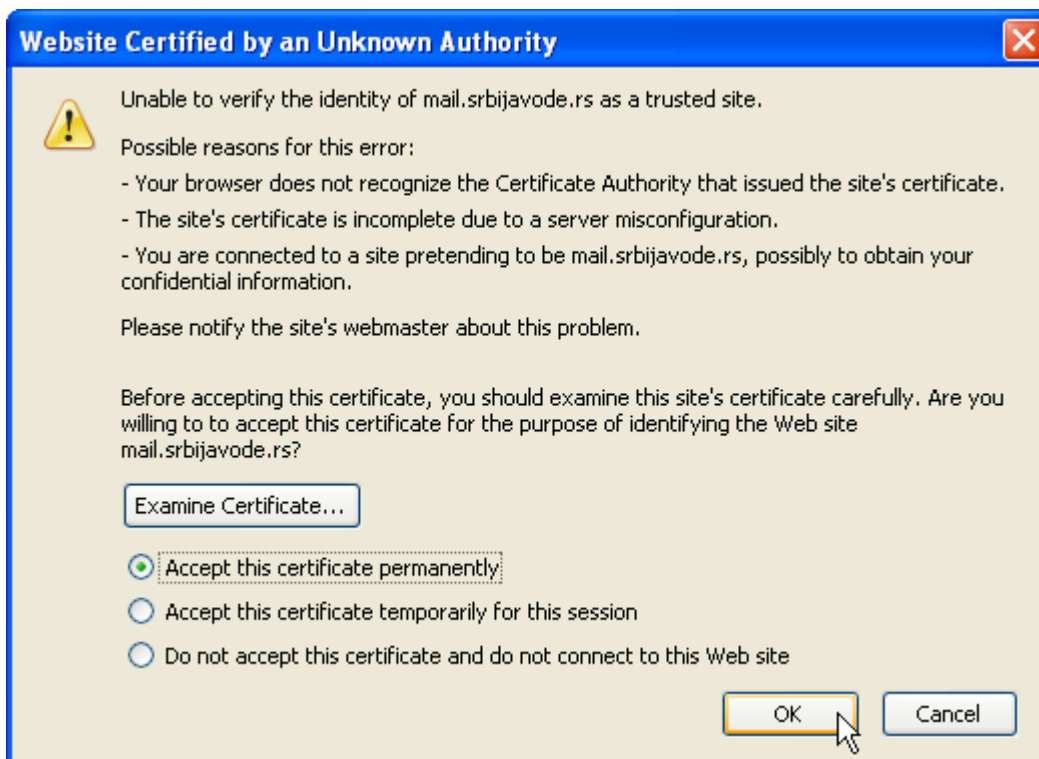 Website Certified by an Unknown Authority
Unable to verify the identity of mail.srbijavode.rs as a trusted site.
Possible reasons for this error:
- Your browser does not recognize the Certificate Authority that issued the site's certificate.
- The site's certificate is incomplete due to a server misconfiguration.
- You are connected to a site pretending to be mail.srbijavode.rs, possibly to obtain your
confidential information.
Please notify the site's webmaster about this problem.
Before accepting this certificate, you should examine this site's certificate carefully. Are you
willing to to accept this certificate for the purpose of identifying the Web site
mail.srbijavode.rs?
Examine Certificate...
Accept this certificate permanently
Accept this certificate temporarily for this session
Do not accept this certificate and do not connect to this Web site
OK Cancel